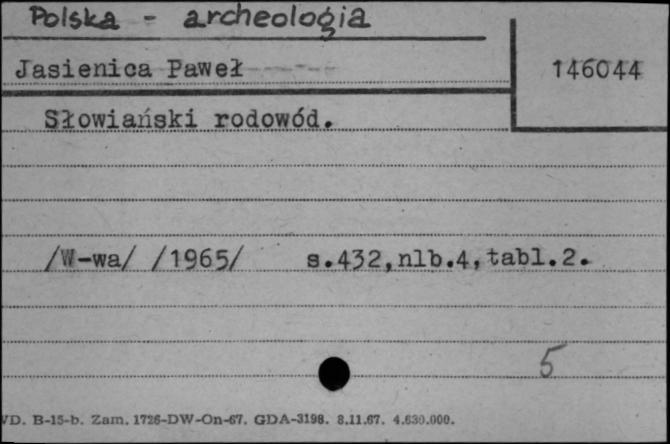 Polska - archeologia
Jasienica Paweł
146044
Słowiański rodowód.
/W-wa/ /1965/ s.432,nlb.4,tabl.2.
5
VD. B-15-b. Zam. 1726-DW-On-67. GDA-3198. 8.11.67. 4.630.000.